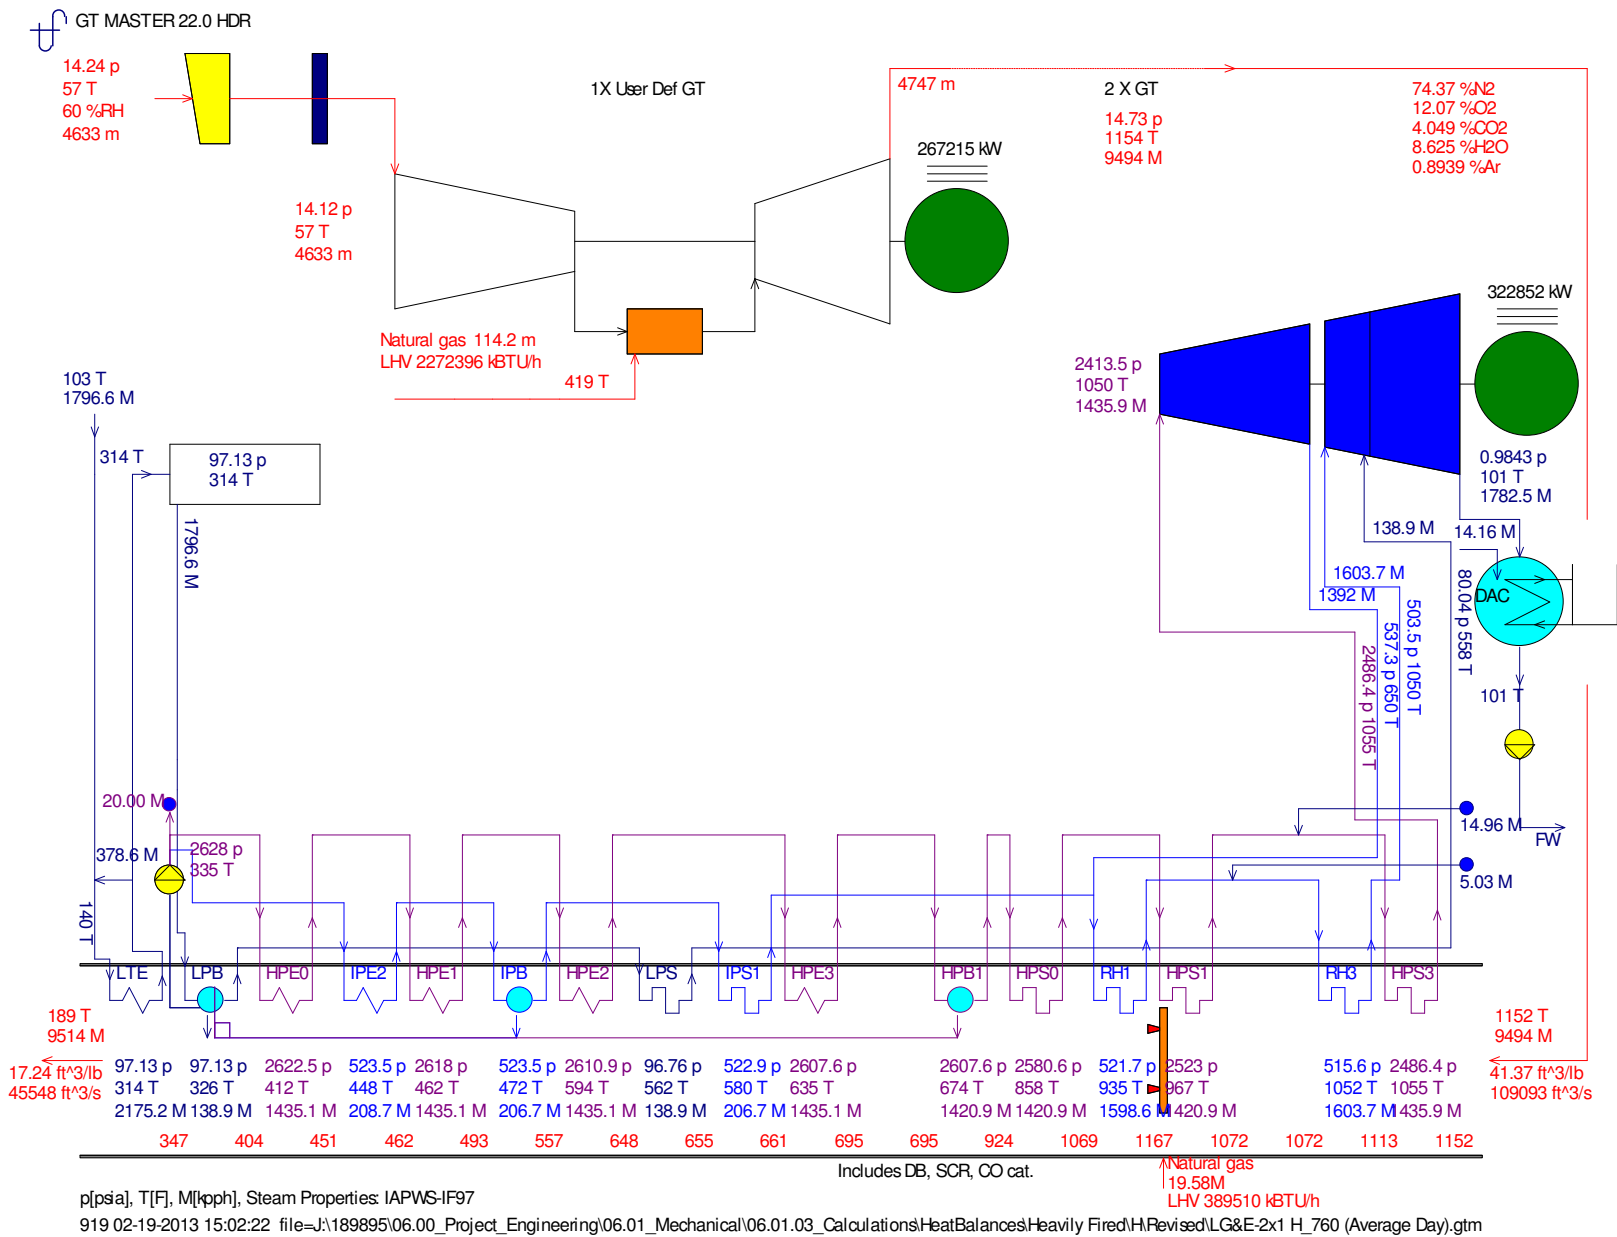 GT MASTER 22.0 HDR
14.24 p
57 T
60 %RH
4633 m
1X User Def GT
4747 m
2 X GT
14.73 p
1154 T
9494 M
74.37 %N2
12.07 %O2
4.049 %CO2
8.625 %H2O
0.8939 %Ar
267215 kW
14.12 p
57 T
4633 m
Natural gas 114.2 m
LHV 2272396 kBTU/h
419 T
322852 kW
2413.5 p
1050 T
1435.9 M
103 T
1796.6 M
314 T
97.13 p
314 T
1796.6 M
0.9843 p
101 T
1782.5 M
138.9 M
14.16 M
1603.7 M
1392 M
DAC
80.04 p 558 T
503.5 p 1050 T
537.3 p 650 T
2486.4 p 1055 T
101 T
20.00 M
14.96 M
FW
378.6 M
2628 p
335 T
5.03 M
140 T
LTE LPB HPE0 IPE2 HPE1 IPB HPE2 LPS IPS1 HPE3 HPB1 HPS0 RH1 HPS1 RH3 HPS3
189 T
9514 M
1152 T
9494 M
17.24 ft^3/lb
45548 ft^3/s
41.37 ft^3/lb
109093 ft^3/s
97.13 p 97.13 p 2622.5 p 523.5 p 2618 p 523.5 p 2610.9 p 96.76 p 522.9 p 2607.6 p 2607.6 p 2580.6 p 521.7 p 2523 p 515.6 p 2486.4 p
314 T 326 T 412 T 448 T 462 T 472 T 594 T 562 T 580 T 635 T 674 T 858 T 935 T 967 T 1052 T 1055 T
2175.2 M 138.9 M 1435.1 M 208.7 M 1435.1 M 206.7 M 1435.1 M 138.9 M 206.7 M 1435.1 M 1420.9 M 1420.9 M 1598.6 M 1420.9 M 1603.7 M 1435.9 M
347 404 451 462 493 557 648 655 661 695 695 924 1069 1167 1072 1072 1113 1152
Includes DB, SCR, CO cat.
Natural gas
19.58M
LHV 389510 kBTU/h
p[psia], T[F], M[kpph], Steam Properties: IAPWS-IF97
919 02-19-2013 15:02:22 file=J:\189895\06.00_Project_Engineering\06.01_Mechanical\06.01.03_Calculations\HeatBalances\Heavily Fired\H\Revised\LG&E-2x1 H_760 (Average Day).gtm